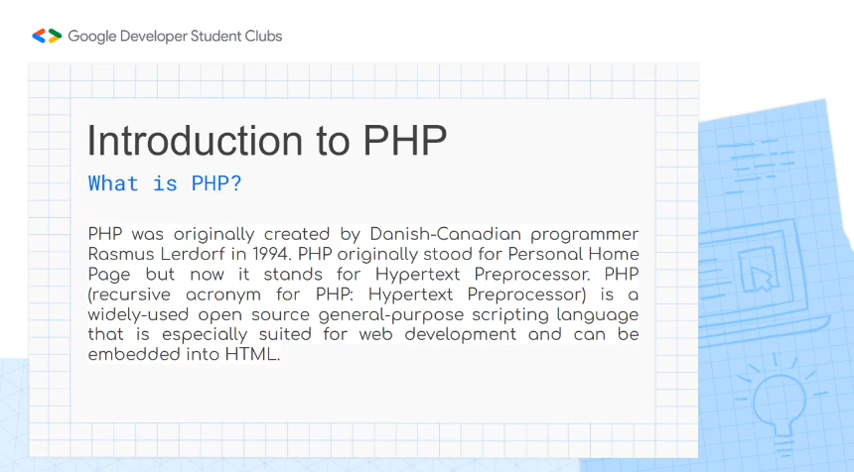 Google Developer Student Clubs
Introduction to PHP
What is PHP?
PHP was originally created by Danish-Canadian programmer
Rasmus Lerdorf in 1994. PHP originally stood for Personal Home
Page but now it stands for Hypertext Preprocessor. PHP
(recursive acronym for PHP: Hypertext Preprocessor) is a
widely-used open source general-purpose scripting language
that is especially suited for web development and can be
embedded into HTML.